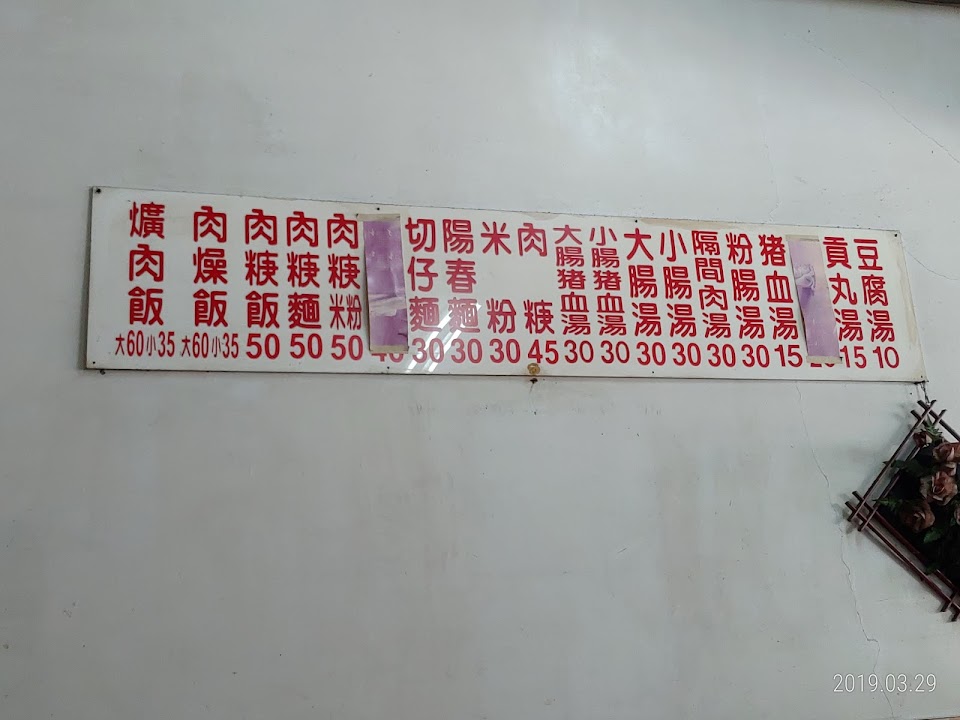 爌肉飯 大60小35
肉燥飯 大60小35
肉焿飯 50
肉焿麵 50
肉焿米粉 50
切仔麵 30
陽春麵 30
米粉 30
肉焿 45
大腸豬血湯 30
小腸豬血湯 30
大腸湯 30
小腸湯 30
隔間肉湯 30
粉腸湯 30
豬血湯 15
貢丸湯 15
豆腐湯 10
2019.03.29